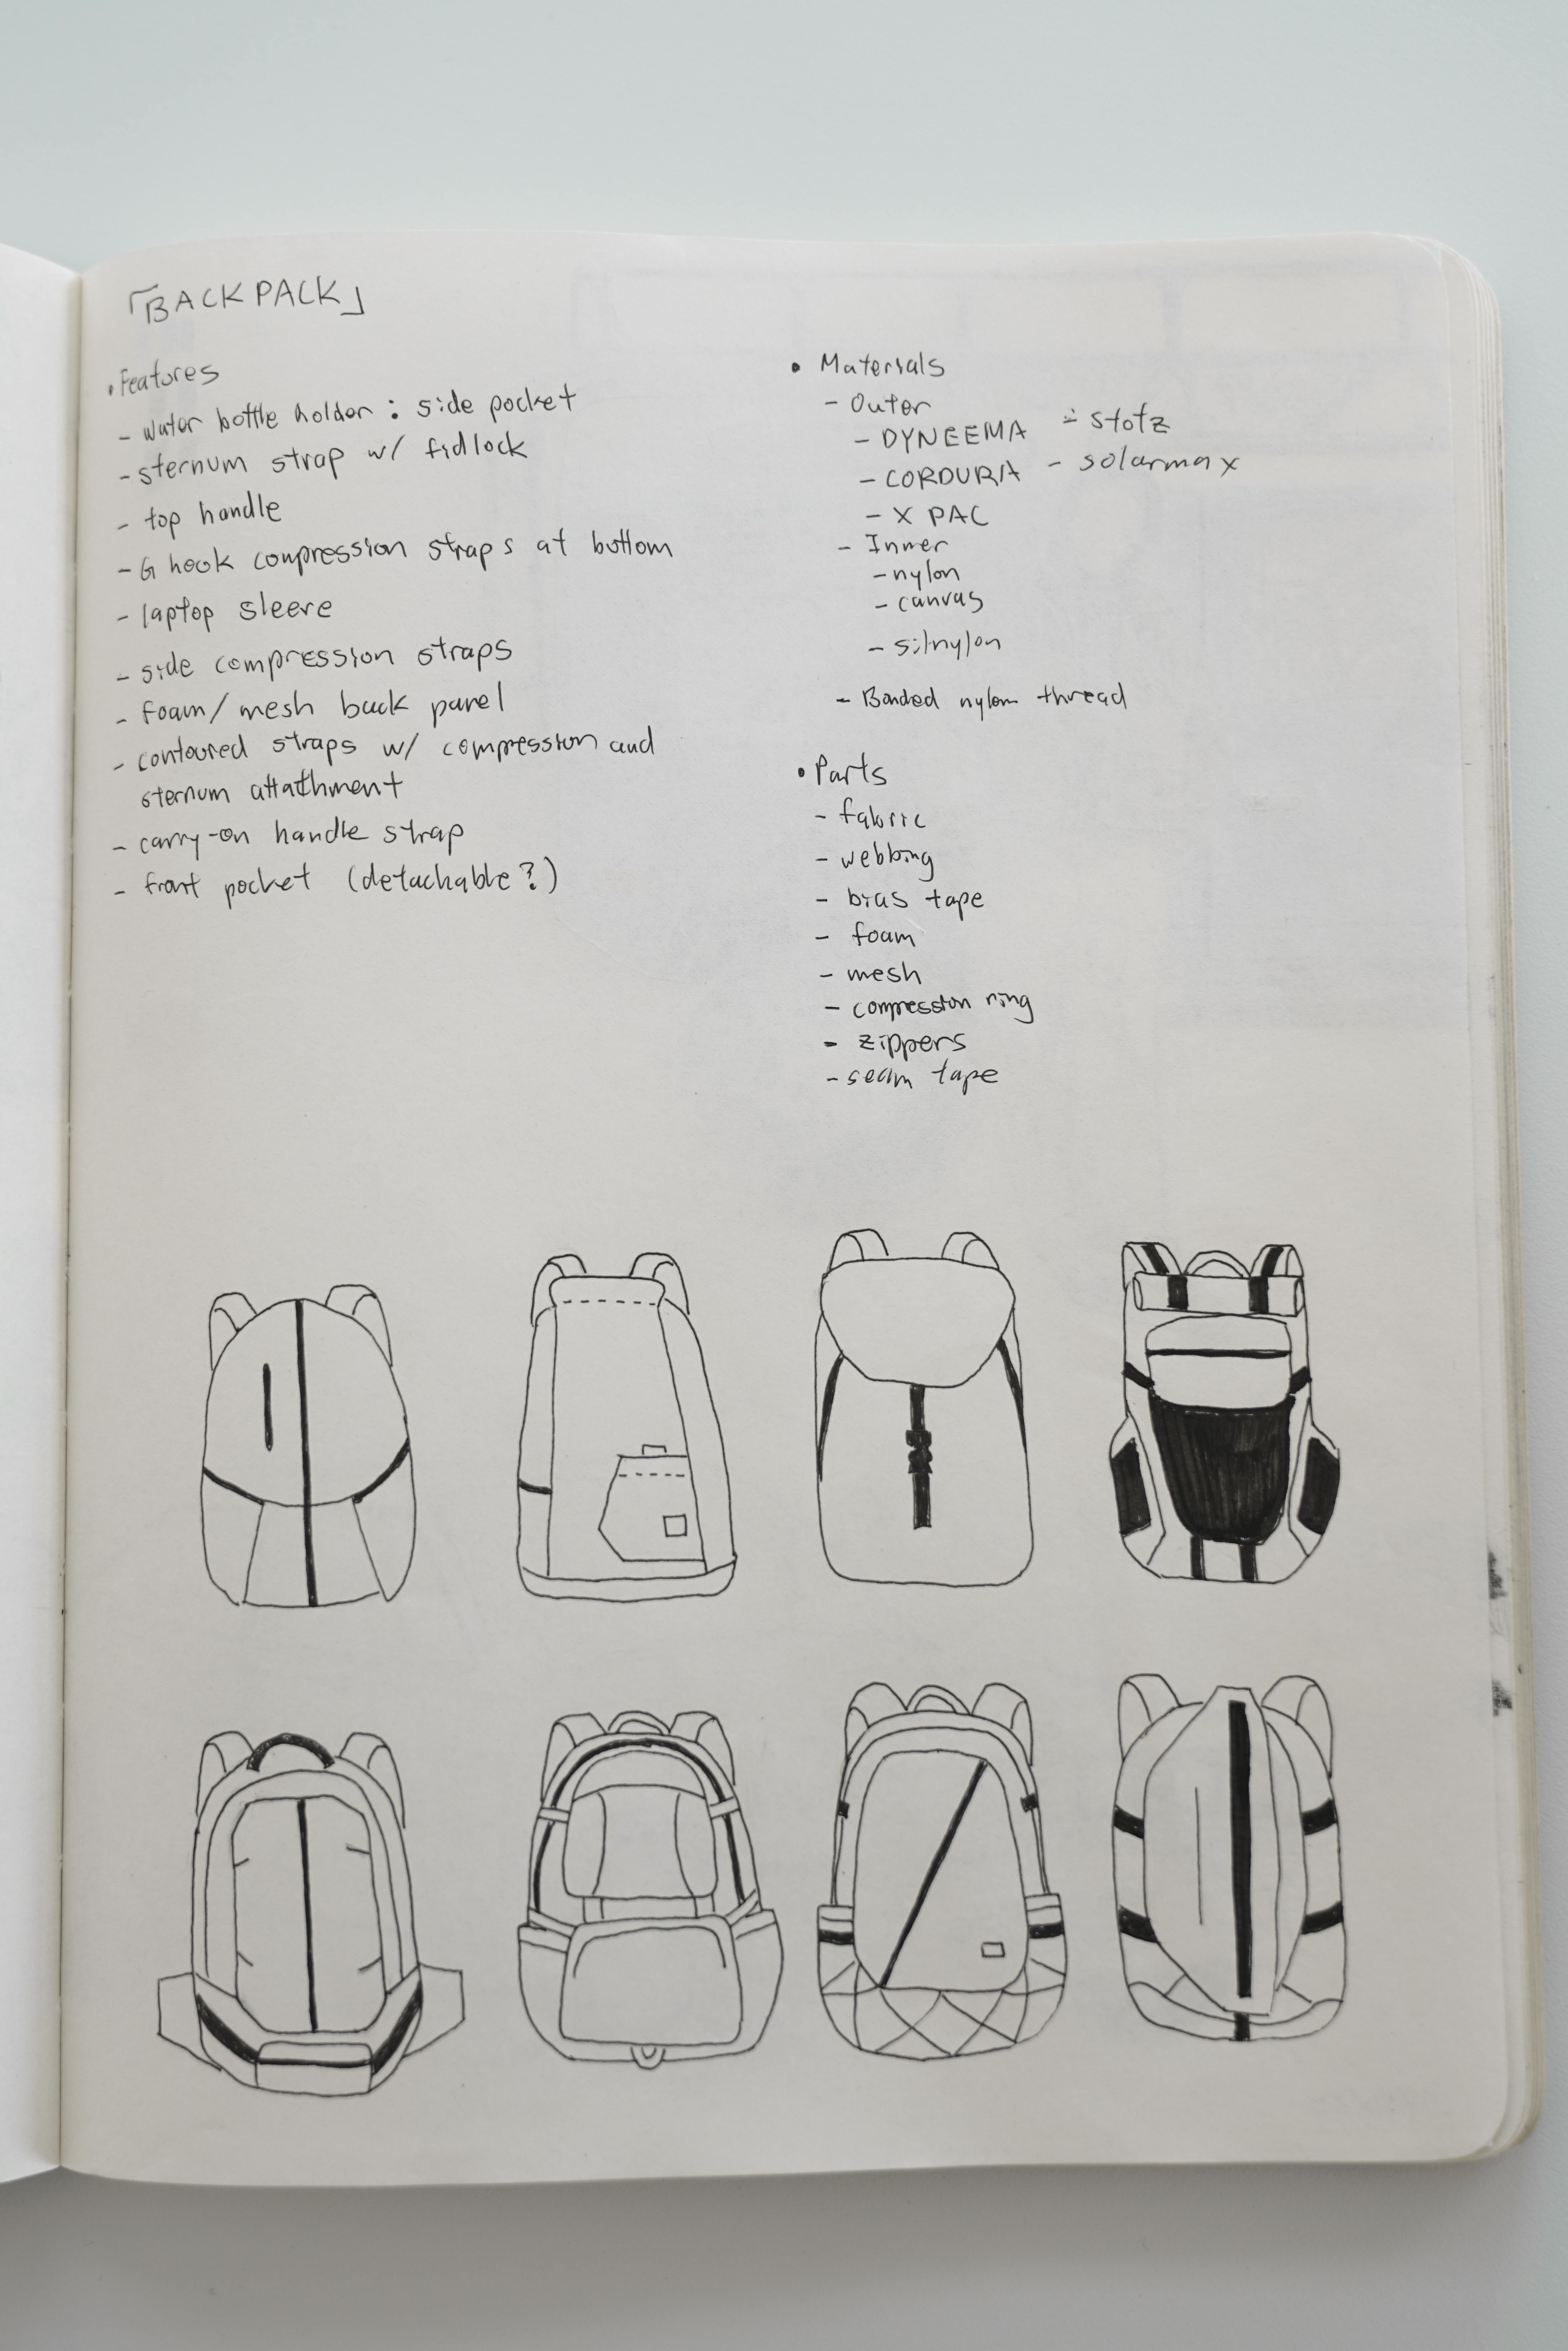 「BACKPACK」
• Features
- water bottle holder : side pocket
- sternum strap w/ fidlock
- top handle
- G hook compression straps at bottom
- laptop sleeve
- side compression straps
- foam/mesh back panel
- contoured straps w/ compression and
sternum attatchment
- carry-on handle strap
- front pocket (detachable?)
• Materials
- Outer
- DYNEEMA - stotz
- CORDURA - solarmax
- X PAC
- Inner
- nylon
- canvas
- silnylon
- Bonded nylon thread
• Parts
- fabric
- webbing
- bias tape
- foam
- mesh
- compression ring
- zippers
- seam tape